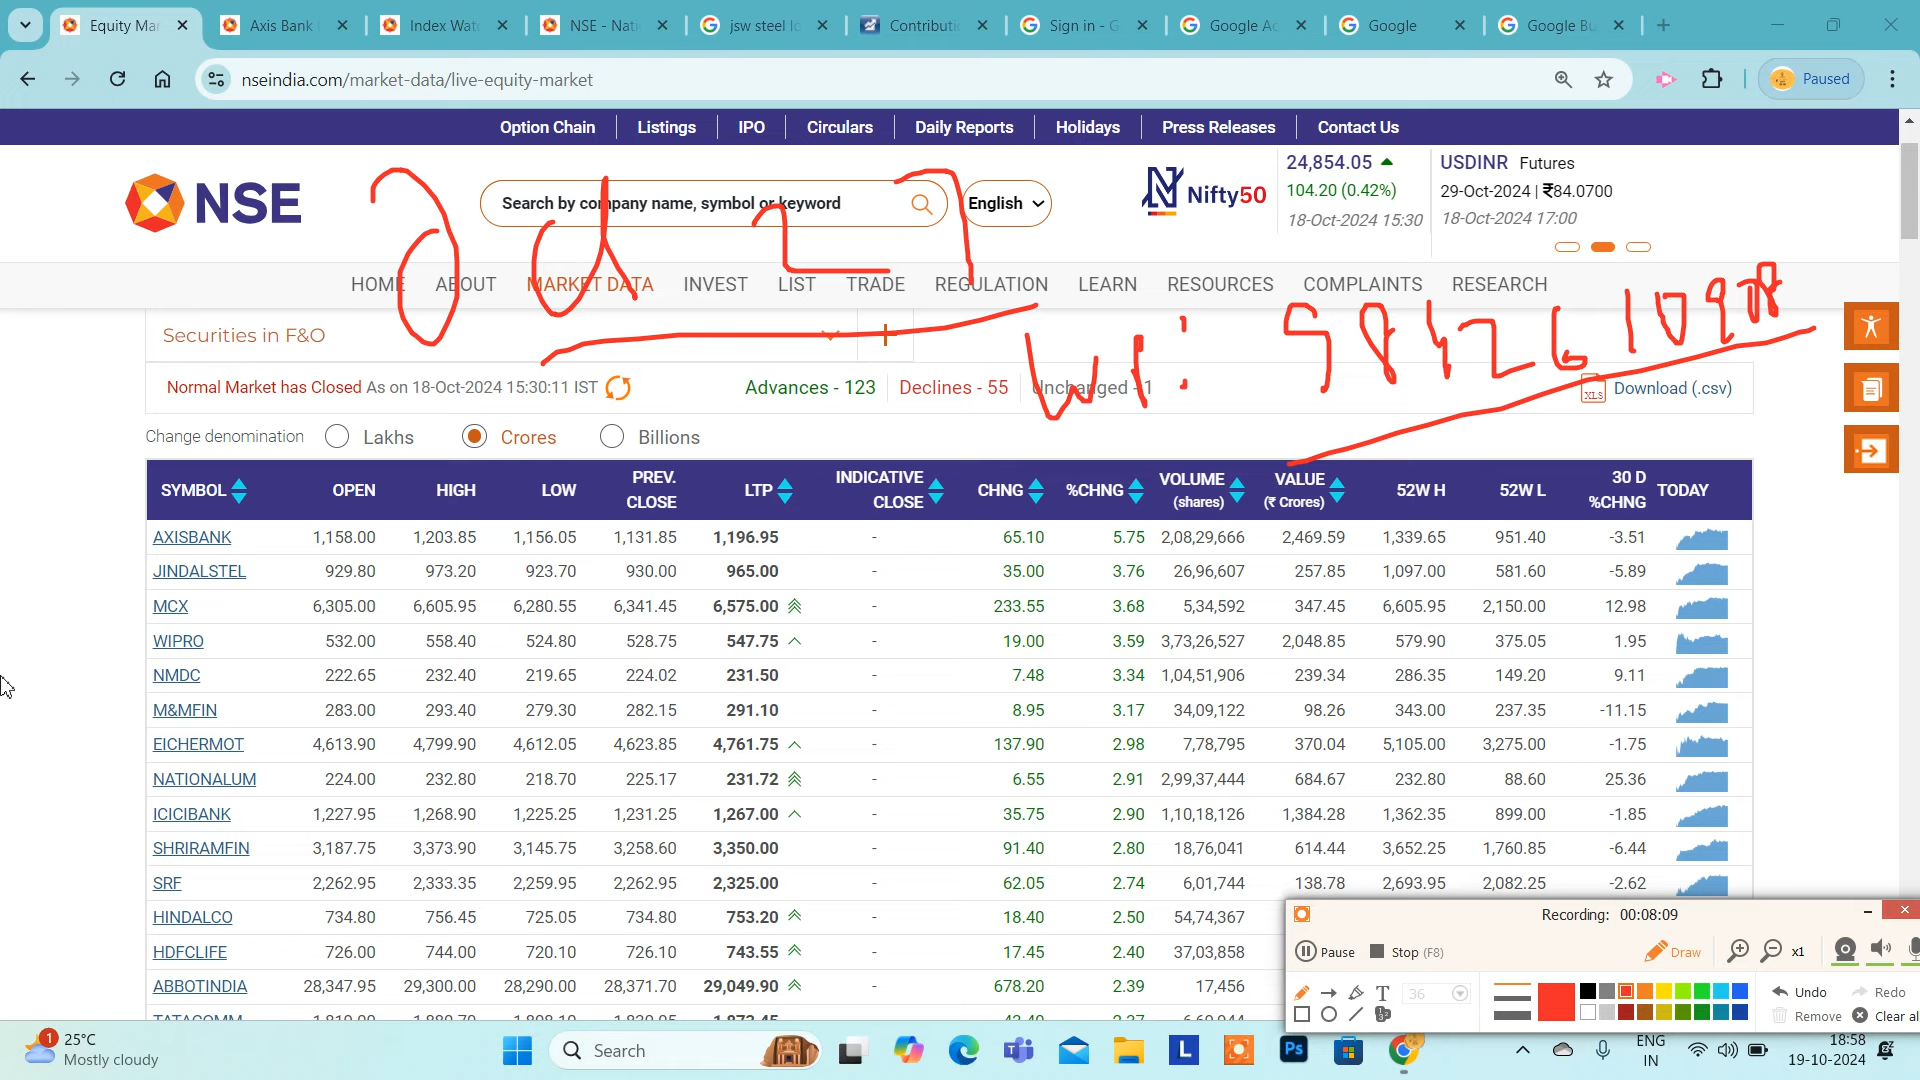 Equity Mar
Axis Bank
Index Watc
NSE - Nati
jsw steel lo
Contributic
Sign in - G
Google Ac
Google
Google Bu
nseindia.com/market-data/live-equity-market
Paused
Option Chain Listings IPO Circulars Daily Reports Holidays Press Releases Contact Us
NSE
Search by company name, symbol or keyword
English
Nifty50
24,854.05
104.20 (0.42%)
18-Oct-2024 15:30
USDINR Futures
29-Oct-2024 | ₹84.0700
18-Oct-2024 17:00
HOME ABOUT MARKET DATA INVEST LIST TRADE REGULATION LEARN RESOURCES COMPLAINTS RESEARCH
Securities in F&O
Normal Market has Closed As on 18-Oct-2024 15:30:11 IST
Advances - 123 Declines - 55 Unchanged - 1
Download (.csv)
Change denomination Lakhs Crores Billions
SYMBOL OPEN HIGH LOW PREV. CLOSE LTP INDICATIVE CLOSE CHNG %CHNG VOLUME (shares) VALUE (₹ Crores) 52W H 52W L 30 D %CHNG TODAY
AXISBANK 1,158.00 1,203.85 1,156.05 1,131.85 1,196.95 - 65.10 5.75 2,08,29,666 2,469.59 1,339.65 951.40 -3.51
JINDALSTEL 929.80 973.20 923.70 930.00 965.00 - 35.00 3.76 26,96,607 257.85 1,097.00 581.60 -5.89
MCX 6,305.00 6,605.95 6,280.55 6,341.45 6,575.00 - 233.55 3.68 5,34,592 347.45 6,605.95 2,150.00 12.98
WIPRO 532.00 558.40 524.80 528.75 547.75 - 19.00 3.59 3,73,26,527 2,048.85 579.90 375.05 1.95
NMDC 222.65 232.40 219.65 224.02 231.50 - 7.48 3.34 1,04,51,906 239.34 286.35 149.20 9.11
M&MFIN 283.00 293.40 279.30 282.15 291.10 - 8.95 3.17 34,09,122 98.26 343.00 237.35 -11.15
EICHERMOT 4,613.90 4,799.90 4,612.05 4,623.85 4,761.75 - 137.90 2.98 7,78,795 370.04 5,105.00 3,275.00 -1.75
NATIONALUM 224.00 232.80 218.70 225.17 231.72 - 6.55 2.91 2,99,37,444 684.67 232.80 88.60 25.36
ICICIBANK 1,227.95 1,268.90 1,225.25 1,231.25 1,267.00 - 35.75 2.90 1,10,18,126 1,384.28 1,362.35 899.00 -1.85
SHRIRAMFIN 3,187.75 3,373.90 3,145.75 3,258.60 3,350.00 - 91.40 2.80 18,76,041 614.44 3,652.25 1,760.85 -6.44
SRF 2,262.95 2,333.35 2,259.95 2,262.95 2,325.00 - 62.05 2.74 6,01,744 138.78 2,693.95 2,082.25 -2.62
HINDALCO 734.80 756.45 725.05 734.80 753.20 - 18.40 2.50 54,74,367
HDFCLIFE 726.00 744.00 720.10 726.10 743.55 - 17.45 2.40 37,03,858
ABBOTINDIA 28,347.95 29,300.00 28,290.00 28,371.70 29,049.90 - 678.20 2.39 17,456
Recording: 00:08:09
Pause Stop (F8) Draw x1
T 36 Undo Redo
Remove Clear al
1 25°C
Mostly cloudy
Search
L
Ps
ENG
IN
18:58
19-10-2024